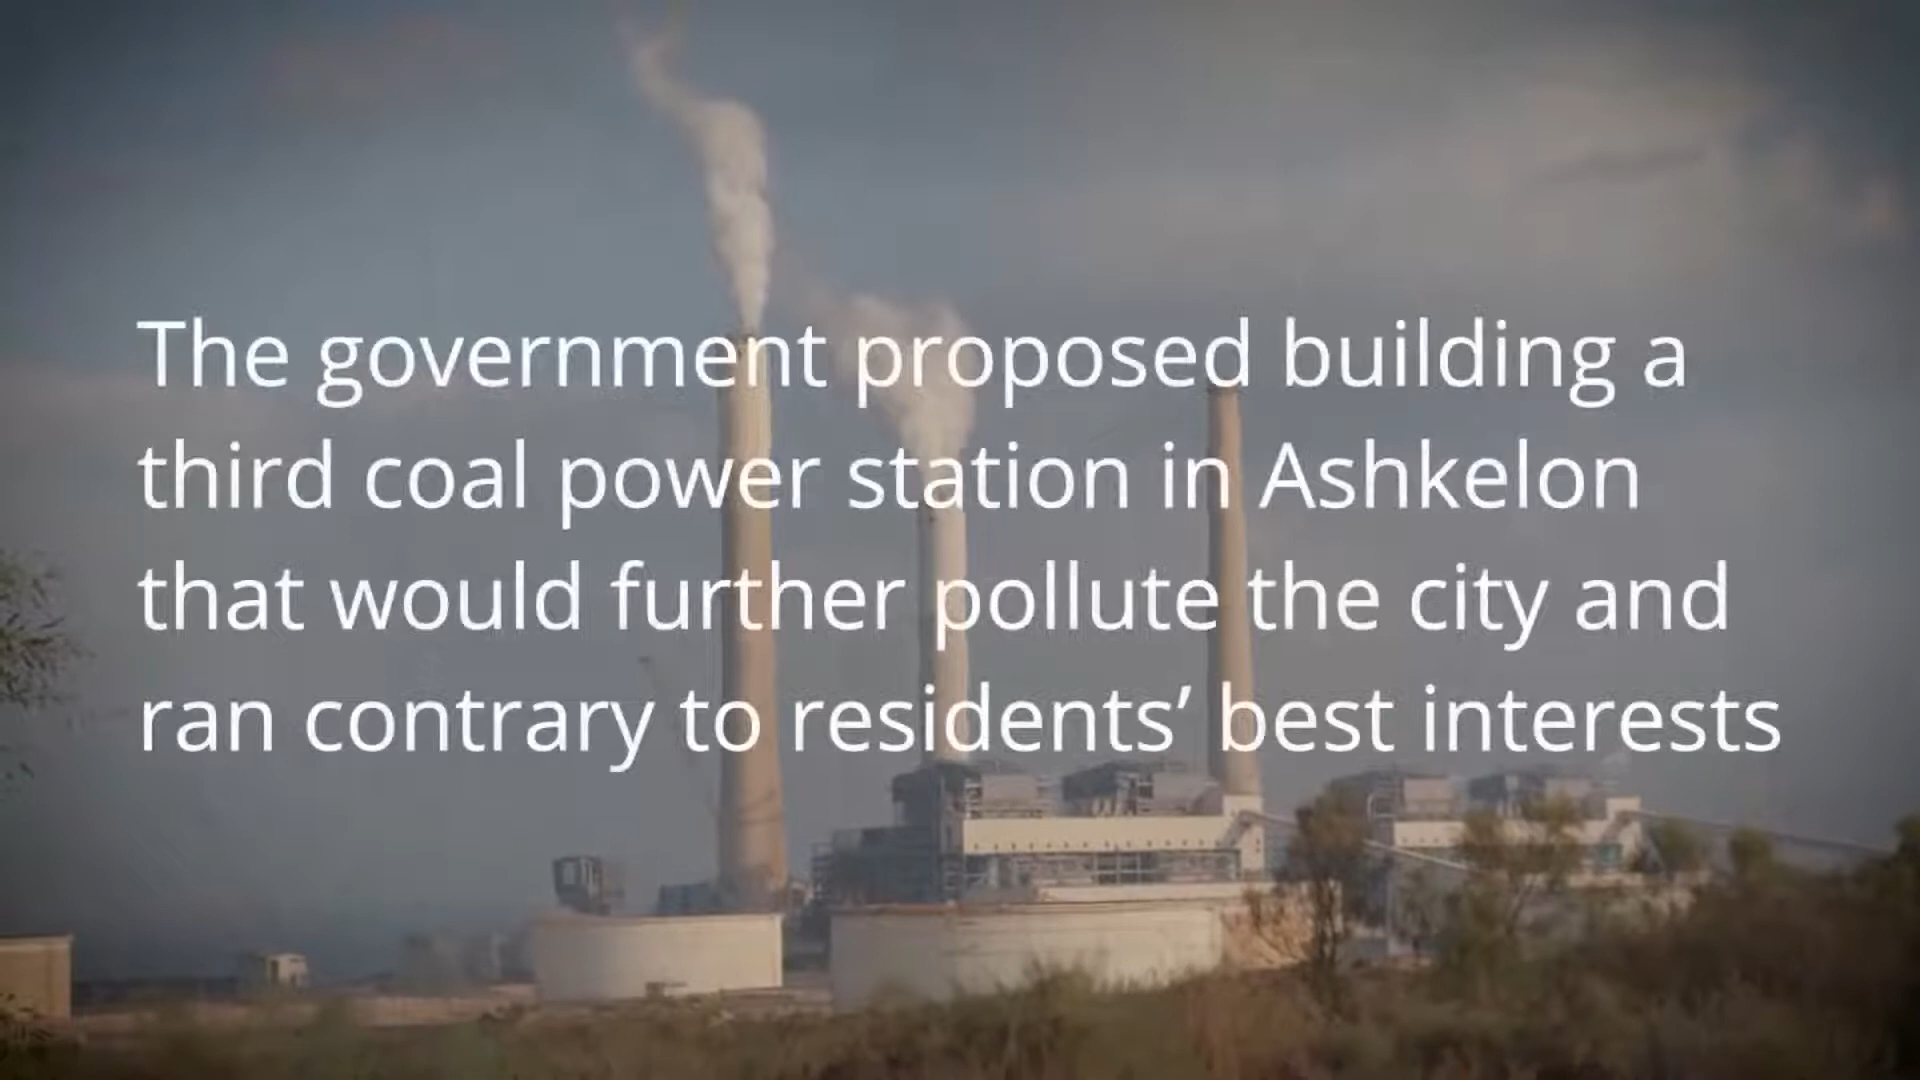 The government proposed building a
third coal power station in Ashkelon
that would further pollute the city and
ran contrary to residents’ best interests